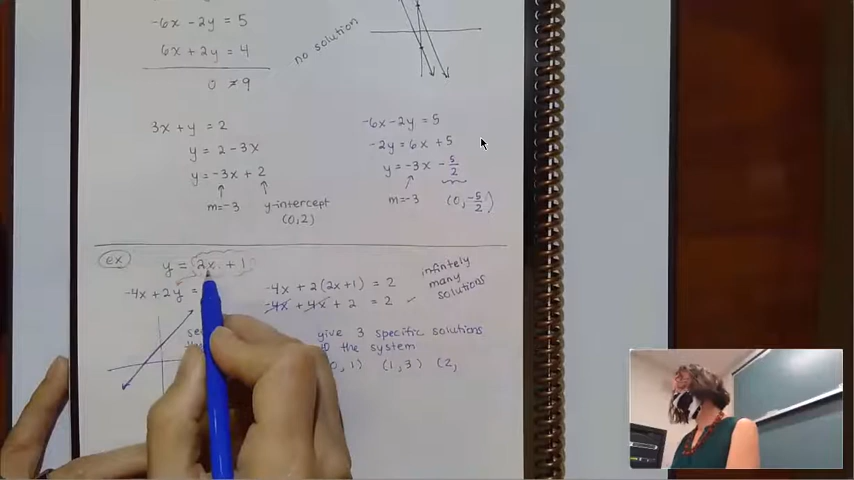 -6x - 2y = 5
6x + 2y = 4
0 ≠ 9
no solution
3x + y = 2
y = 2 - 3x
y = -3x + 2
m = -3
y-intercept
(0, 2)
-6x - 2y = 5
-2y = 6x + 5
y = -3x - 5/2
m = -3
(0, -5/2)
ex
y = 2x + 1
-4x + 2y =
-4x + 2(2x+1) = 2
-4x + 4x + 2 = 2 ✓
infintely
many
solutions
give 3 specific solutions
the system
, 1) (1, 3) (2,